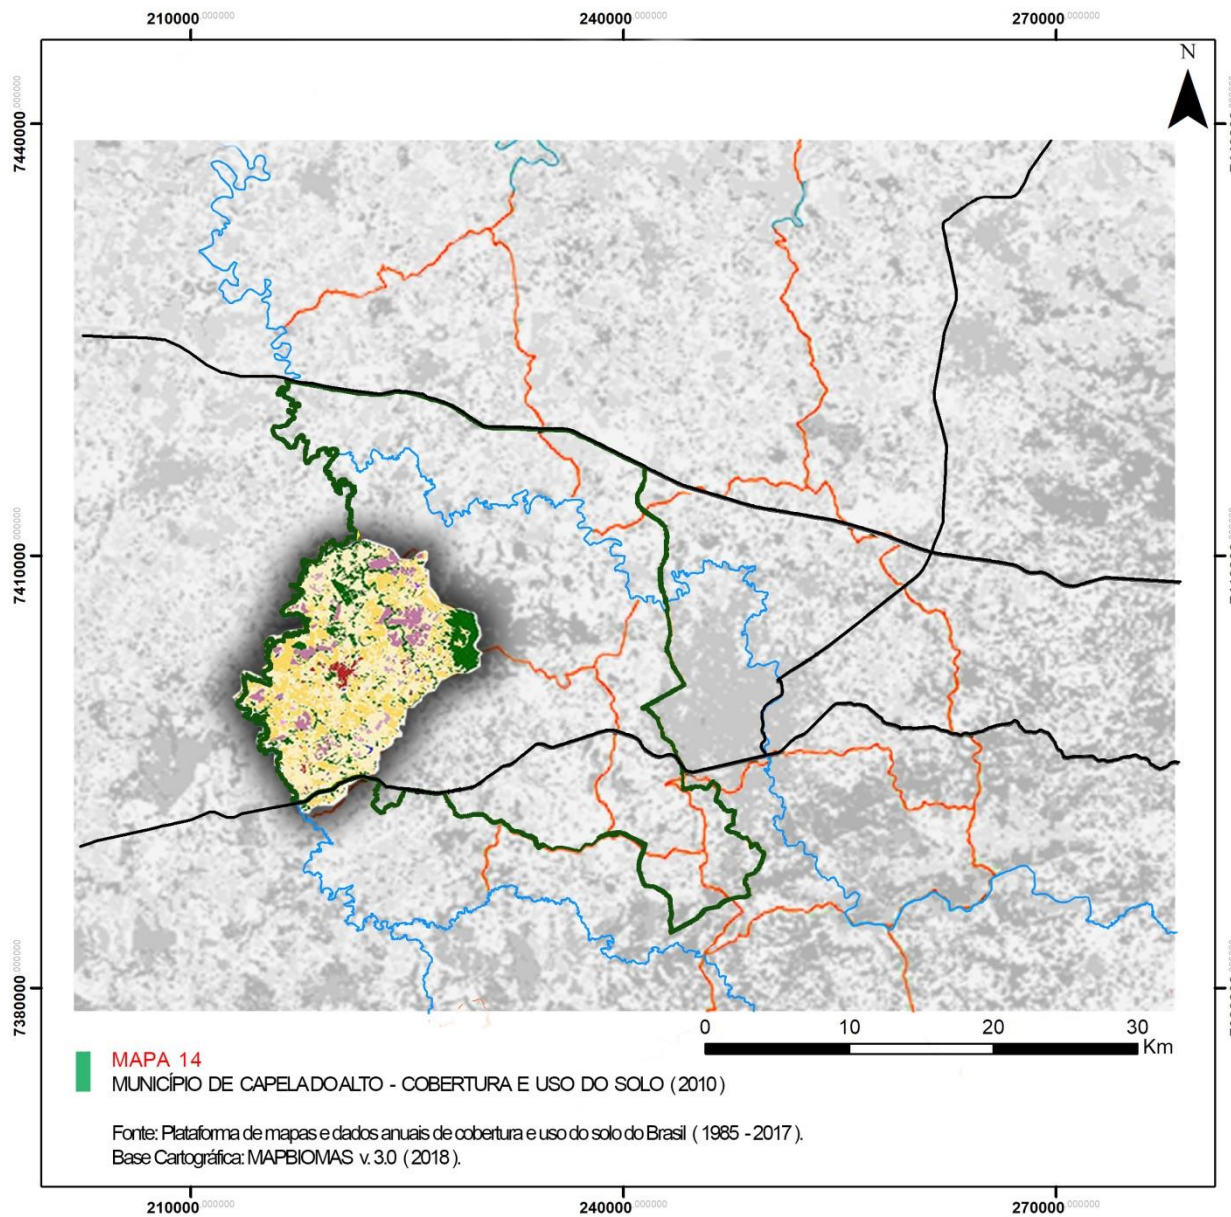 210000.000000 240000.000000 270000.000000
N
7440000.000000
7410000.000000
7380000.000000
0 10 20 30
Km
MAPA 14
MUNICÍPIO DE CAPELA DO ALTO - COBERTURA E USO DO SOLO (2010)
Fonte: Plataforma de mapas e dados anuais de cobertura e uso do solo do Brasil (1985 - 2017).
Base Cartográfica: MAPBIOMAS v. 3.0 (2018).
210000.000000 240000.000000 270000.000000